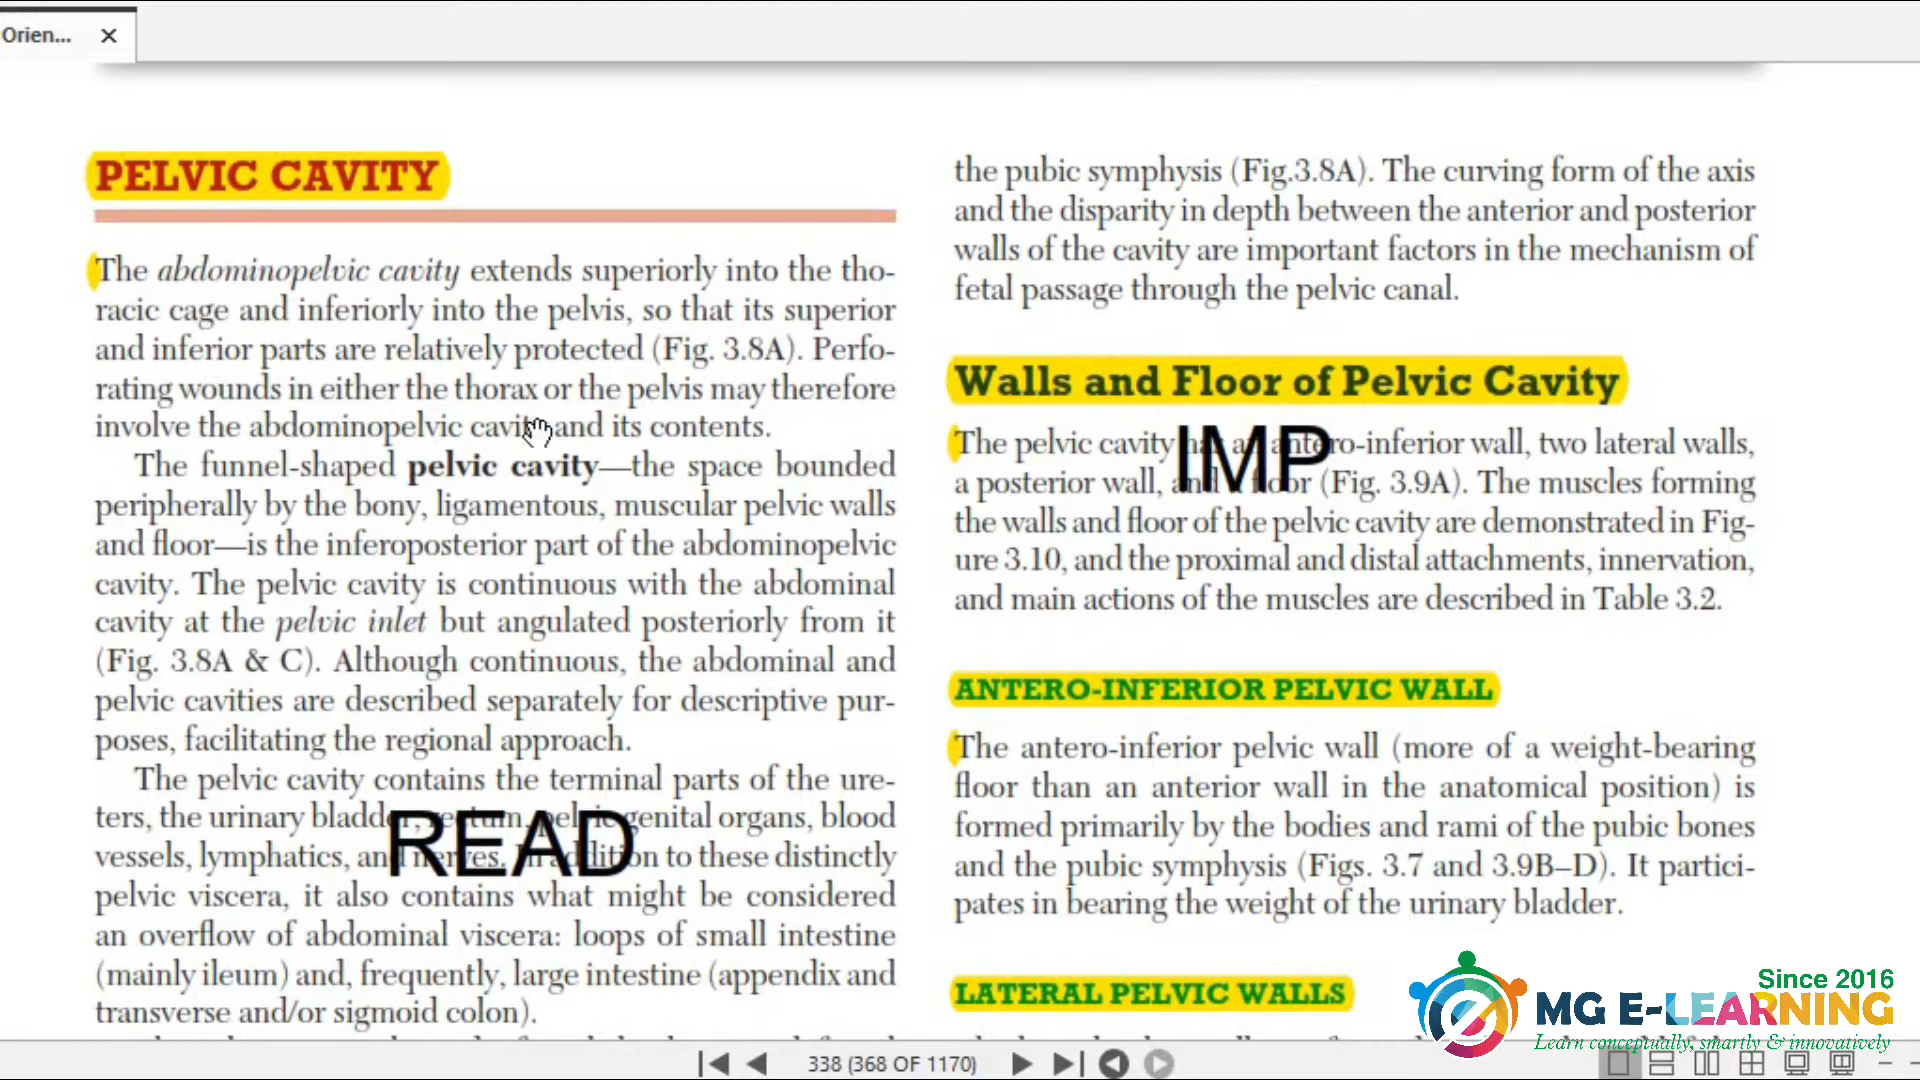 Orien...
PELVIC CAVITY
The abdominopelvic cavity extends superiorly into the tho-
racic cage and inferiorly into the pelvis, so that its superior
and inferior parts are relatively protected (Fig. 3.8A). Perfo-
rating wounds in either the thorax or the pelvis may therefore
involve the abdominopelvic cavity and its contents.
The funnel-shaped pelvic cavity—the space bounded
peripherally by the bony, ligamentous, muscular pelvic walls
and floor—is the inferoposterior part of the abdominopelvic
cavity. The pelvic cavity is continuous with the abdominal
cavity at the pelvic inlet but angulated posteriorly from it
(Fig. 3.8A & C). Although continuous, the abdominal and
pelvic cavities are described separately for descriptive pur-
poses, facilitating the regional approach.
The pelvic cavity contains the terminal parts of the ure-
ters, the urinary bladder, rectum, pelvic genital organs, blood
vessels, lymphatics, and nerves. In addition to these distinctly
pelvic viscera, it also contains what might be considered
an overflow of abdominal viscera: loops of small intestine
(mainly ileum) and, frequently, large intestine (appendix and
transverse and/or sigmoid colon).
READ
the pubic symphysis (Fig.3.8A). The curving form of the axis
and the disparity in depth between the anterior and posterior
walls of the cavity are important factors in the mechanism of
fetal passage through the pelvic canal.
Walls and Floor of Pelvic Cavity
The pelvic cavity has an antero-inferior wall, two lateral walls,
a posterior wall, and a floor (Fig. 3.9A). The muscles forming
the walls and floor of the pelvic cavity are demonstrated in Fig-
ure 3.10, and the proximal and distal attachments, innervation,
and main actions of the muscles are described in Table 3.2.
IMP
ANTERO-INFERIOR PELVIC WALL
The antero-inferior pelvic wall (more of a weight-bearing
floor than an anterior wall in the anatomical position) is
formed primarily by the bodies and rami of the pubic bones
and the pubic symphysis (Figs. 3.7 and 3.9B–D). It partici-
pates in bearing the weight of the urinary bladder.
LATERAL PELVIC WALLS
Since 2016
MG E-LEARNING
Learn conceptually, smartly & innovatively
338 (368 OF 1170)